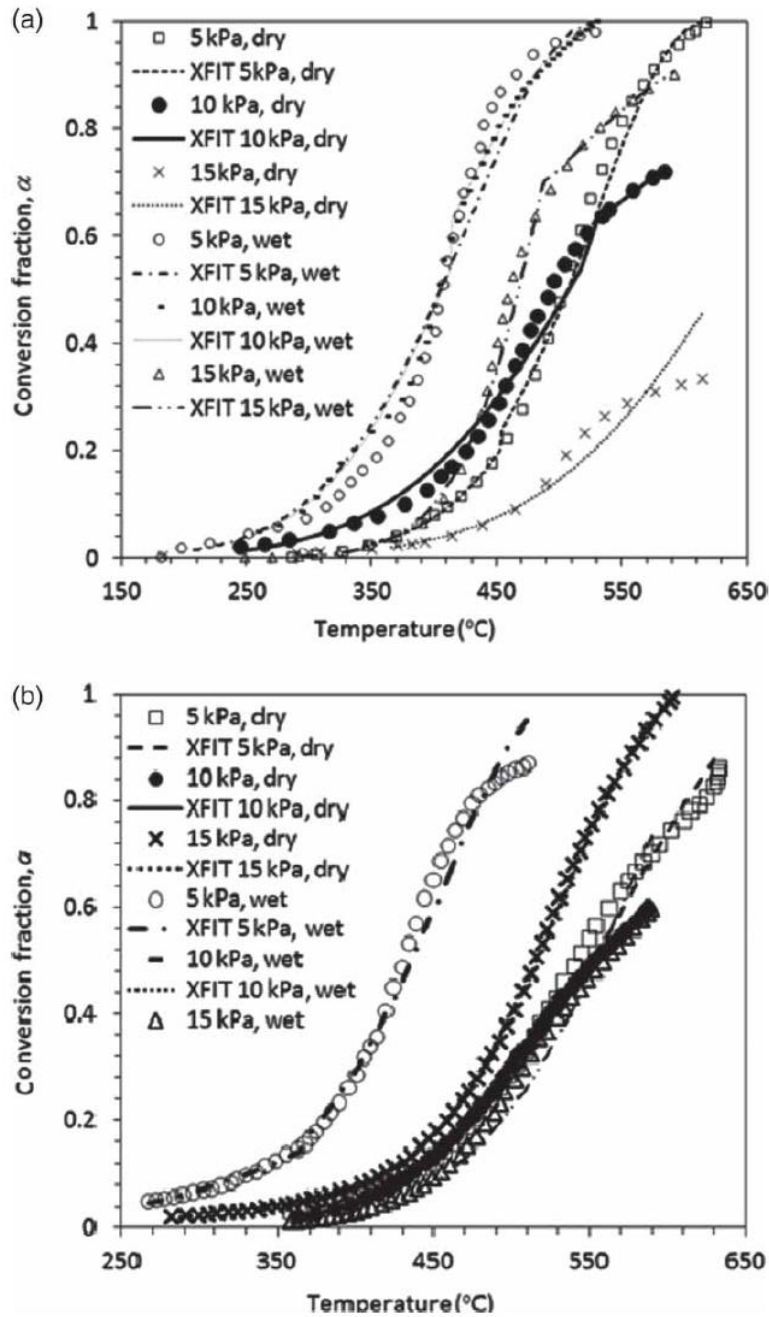 (a)
1
0.8
0.6
0.4
0.2
0
Conversion fraction, α
5 kPa, dry
XFIT 5kPa, dry
10 kPa, dry
XFIT 10 kPa, dry
15 kPa, dry
XFIT 15 kPa, dry
5 kPa, wet
XFIT 5 kPa, wet
10 kPa, wet
XFIT 10 kPa, wet
15 kPa, wet
XFIT 15 kPa, wet
150 250 350 450 550 650
Temperature (°C)
(b)
1
0.8
0.6
0.4
0.2
0
Conversion fraction, α
5 kPa, dry
XFIT 5kPa, dry
10 kPa, dry
XFIT 10 kPa, dry
15 kPa, dry
XFIT 15 kPa, dry
5 kPa, wet
XFIT 5 kPa, wet
10 kPa, wet
XFIT 10 kPa, wet
15 kPa, wet
250 350 450 550 650
Temperature (°C)